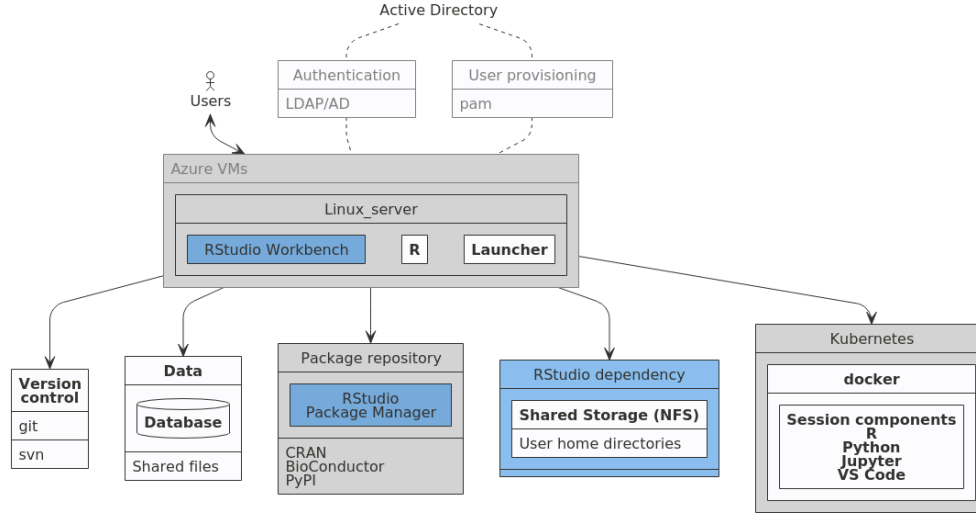 Active Directory
Authentication
LDAP/AD
User provisioning
pam
Users
Azure VMs
Linux_server
RStudio Workbench
R
Launcher
Version
control
git
svn
Data
Database
Shared files
Package repository
RStudio
Package Manager
CRAN
BioConductor
PyPI
RStudio dependency
Shared Storage (NFS)
User home directories
Kubernetes
docker
Session components
R
Python
Jupyter
VS Code